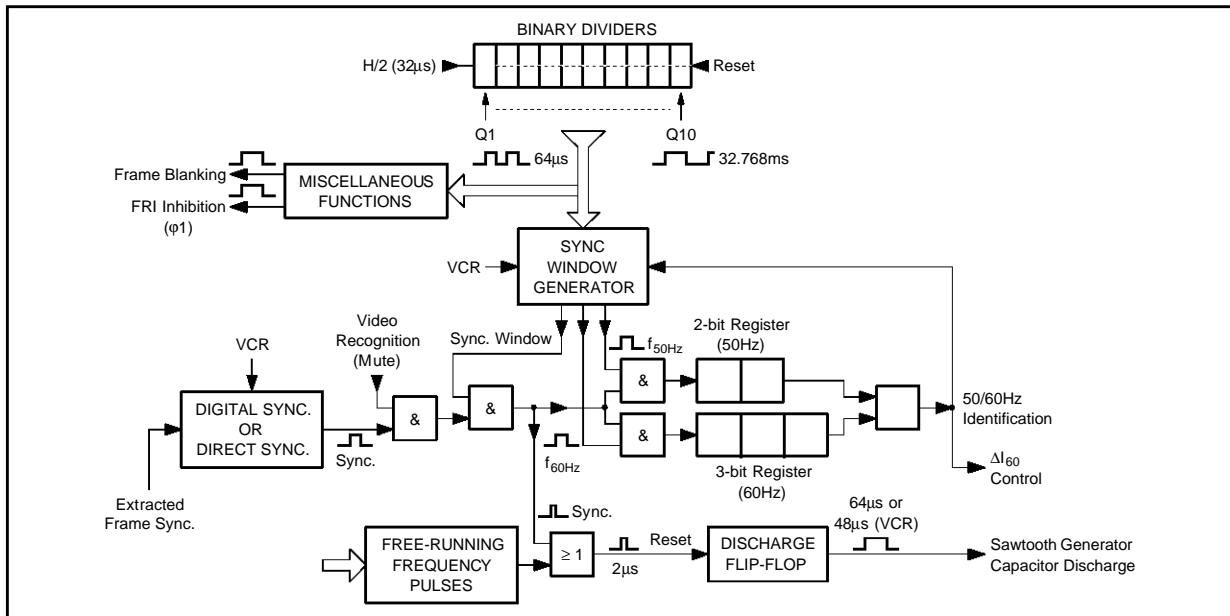 BINARY DIVIDERS
H/2 (32µs)
Reset
Q1
Q10
64µs
32.768ms
Frame Blanking
FRI Inhibition
(φ1)
MISCELLANEOUS
FUNCTIONS
VCR
SYNC
WINDOW
GENERATOR
Video
Recognition
(Mute)
Sync. Window
f50Hz
2-bit Register
(50Hz)
VCR
DIGITAL SYNC.
OR
DIRECT SYNC.
Sync.
&
&
&
&
50/60Hz
Identification
f60Hz
3-bit Register
(60Hz)
ΔI60
Control
Extracted
Frame Sync.
Sync.
FREE-RUNNING
FREQUENCY
PULSES
≥ 1
Reset
2µs
DISCHARGE
FLIP-FLOP
64µs or
48µs (VCR)
Sawtooth Generator
Capacitor Discharge